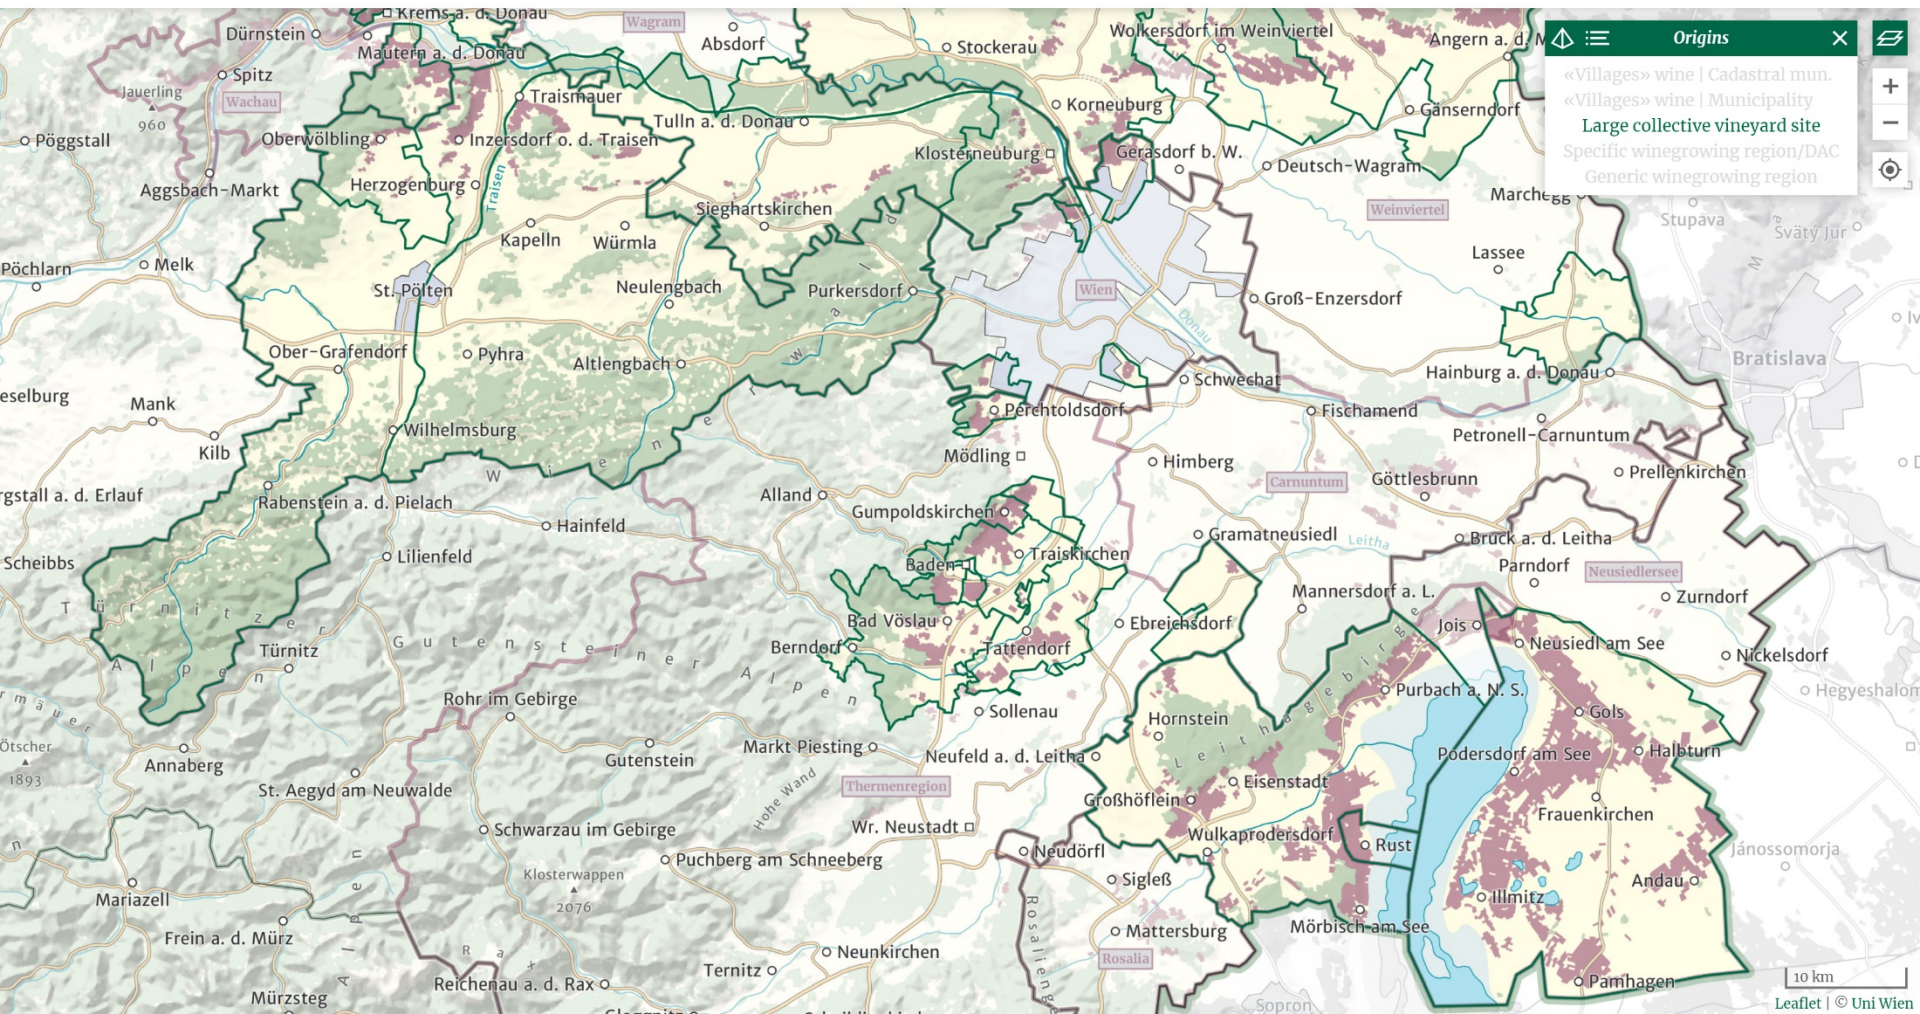 Krems a. d. Donau
Wagram
Dürnstein
Absdorf
Wolkersdorf im Weinviertel
Angern a. d. M
Mautern a. d. Donau
Stockerau
Origins
Spitz
Jauerling
960
Wachau
Traismauer
Korneuburg
Gänserndorf
«Villages» wine | Cadastral mun.
«Villages» wine | Municipality
Large collective vineyard site
Specific winegrowing region/DAC
Generic winegrowing region
+
−
Tulln a. d. Donau
Pöggstall
Oberwölbling
Inzersdorf o. d. Traisen
Klosterneuburg
Gerasdorf b. W.
Deutsch-Wagram
Aggsbach-Markt
Herzogenburg
Traisen
Marchegg
Sieghartskirchen
Weinviertel
Stupava
Svätý Jur
M
Kapelln
Würmla
Lassee
Pöchlarn
Melk
St. Pölten
Neulengbach
Purkersdorf
Wien
Groß-Enzersdorf
Donau
Iv
Ober-Grafendorf
Pyhra
Altlengbach
Bratislava
Hainburg a. d. Donau
Schwechat
eselburg
Mank
Perchtoldsdorf
Fischamend
Wilhelmsburg
Petronell-Carnuntum
Kilb
W i e n e r w a l d
Mödling
Himberg
Carnuntum
Göttlesbrunn
Prellenkirchen
rgstall a. d. Erlauf
Rabenstein a. d. Pielach
Alland
Gumpoldskirchen
Hainfeld
Gramatneusiedl
Leitha
Bruck a. d. Leitha
Scheibbs
Lilienfeld
Traiskirchen
Baden
Parndorf
Neusiedlersee
Mannersdorf a. L.
Zurndorf
T ü r n i t z e r
A l p e n
Bad Vöslau
Ebreichsdorf
Jois
Neusiedl am See
Türnitz
G u t e n s t e i n e r A l p e n
Berndorf
Tattendorf
Nickelsdorf
Rohr im Gebirge
Purbach a. N. S.
Hegyeshalom
rmäuer
Sollenau
Hornstein
Leithagebirge
Gols
Ötscher
1893
Annaberg
Gutenstein
Markt Piesting
Neufeld a. d. Leitha
Podersdorf am See
Halbturn
St. Aegyd am Neuwalde
Hohe Wand
Thermenregion
Eisenstadt
Großhöflein
Frauenkirchen
Schwarzau im Gebirge
Wr. Neustadt
Wulkaprodersdorf
Rust
Neudörfl
Jánossomorja
Puchberg am Schneeberg
Klosterwappen
2076
Sigleß
Andau
Mariazell
Illmitz
Frein a. d. Mürz
A l p e n
R a x
Rosalienge
Mattersburg
Mörbisch am See
Neunkirchen
Ternitz
Rosalia
Reichenau a. d. Rax
Pamhagen
10 km
Mürzsteg
Sopron
Leaflet | © Uni Wien